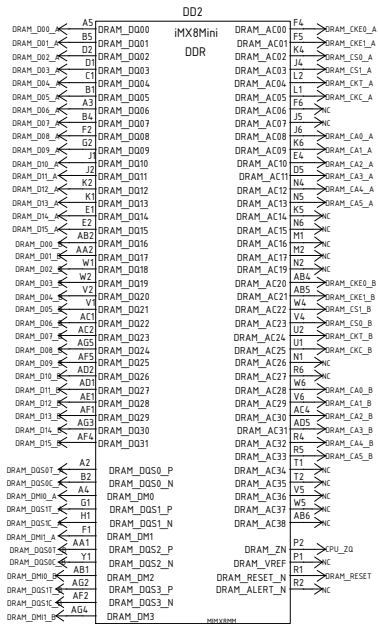 DD2
iMX8Mini
DDR
DRAM_D00_A A5 DRAM_DQ00 DRAM_AC00 F4 DRAM_CKE0_A
DRAM_D01_A B5 DRAM_DQ01 DRAM_AC01 F5 DRAM_CKE1_A
DRAM_D02_A D2 DRAM_DQ02 DRAM_AC02 K4 DRAM_CS0_A
DRAM_D03_A D1 DRAM_DQ03 DRAM_AC03 J4 DRAM_CS1_A
DRAM_D04_A C1 DRAM_DQ04 DRAM_AC04 L2 DRAM_CKT_A
DRAM_D05_A B1 DRAM_DQ05 DRAM_AC05 L1 DRAM_CKC_A
DRAM_D06_A A3 DRAM_DQ06 DRAM_AC06 F6 NC
DRAM_D07_A B4 DRAM_DQ07 DRAM_AC07 J5 NC
DRAM_D08_A F2 DRAM_DQ08 DRAM_AC08 J6 DRAM_CA0_A
DRAM_D09_A G2 DRAM_DQ09 DRAM_AC09 K6 DRAM_CA1_A
DRAM_D10_A J1 DRAM_DQ10 DRAM_AC10 E4 DRAM_CA2_A
DRAM_D11_A J2 DRAM_DQ11 DRAM_AC11 D5 DRAM_CA3_A
DRAM_D12_A K2 DRAM_DQ12 DRAM_AC12 N4 DRAM_CA4_A
DRAM_D13_A K1 DRAM_DQ13 DRAM_AC13 N5 DRAM_CA5_A
DRAM_D14_A E1 DRAM_DQ14 DRAM_AC14 K5 NC
DRAM_D15_A E2 DRAM_DQ15 DRAM_AC15 N6 NC
DRAM_D00_B AB2 DRAM_DQ16 DRAM_AC16 M1 NC
DRAM_D01_B AA2 DRAM_DQ17 DRAM_AC17 M2 NC
DRAM_D02_B W1 DRAM_DQ18 DRAM_AC19 N2 NC
DRAM_D03_B W2 DRAM_DQ19 DRAM_AC20 AB4 DRAM_CKE0_B
DRAM_D04_B V2 DRAM_DQ20 DRAM_AC21 AB5 DRAM_CKE1_B
DRAM_D05_B V1 DRAM_DQ21 DRAM_AC22 W4 DRAM_CS1_B
DRAM_D06_B AC1 DRAM_DQ22 DRAM_AC23 V4 DRAM_CS0_B
DRAM_D07_B AC2 DRAM_DQ23 DRAM_AC24 U2 DRAM_CKT_B
DRAM_D08_B AG5 DRAM_DQ24 DRAM_AC25 U1 DRAM_CKC_B
DRAM_D09_B AF5 DRAM_DQ25 DRAM_AC26 N1 NC
DRAM_D10_B AD2 DRAM_DQ26 DRAM_AC27 R6 NC
DRAM_D11_B AD1 DRAM_DQ27 DRAM_AC28 W6 DRAM_CA0_B
DRAM_D12_B AE1 DRAM_DQ28 DRAM_AC29 V6 DRAM_CA1_B
DRAM_D13_B AF1 DRAM_DQ29 DRAM_AC30 AC4 DRAM_CA2_B
DRAM_D14_B AG3 DRAM_DQ30 DRAM_AC31 AD5 DRAM_CA3_B
DRAM_D15_B AF4 DRAM_DQ31 DRAM_AC32 R4 DRAM_CA4_B
DRAM_AC33 R5 DRAM_CA5_B
DRAM_DQS0T_A A2 DRAM_DQS0_P DRAM_AC34 T1 NC
DRAM_DQS0C_A B2 DRAM_DQS0_N DRAM_AC35 T2 NC
DRAM_DMI0_A A4 DRAM_DM0 DRAM_AC36 V5 NC
DRAM_DQS1T_A G1 DRAM_DQS1_P DRAM_AC37 W5 NC
DRAM_DQS1C_A H1 DRAM_DQS1_N DRAM_AC38 AB6 NC
DRAM_DMI1_A F1 DRAM_DM1
DRAM_DQS0T_B AA1 DRAM_DQS2_P DRAM_ZN P2 CPU_ZQ
DRAM_DQS0C_B Y1 DRAM_DQS2_N DRAM_VREF P1 NC
DRAM_DMI0_B AB1 DRAM_DM2 DRAM_RESET_N R1 DRAM_RESET
DRAM_DQS1T_B AG2 DRAM_DQS3_P DRAM_ALERT_N R2 NC
DRAM_DQS1C_B AF2 DRAM_DQS3_N
DRAM_DMI1_B AG4 DRAM_DM3
MIMX8MM